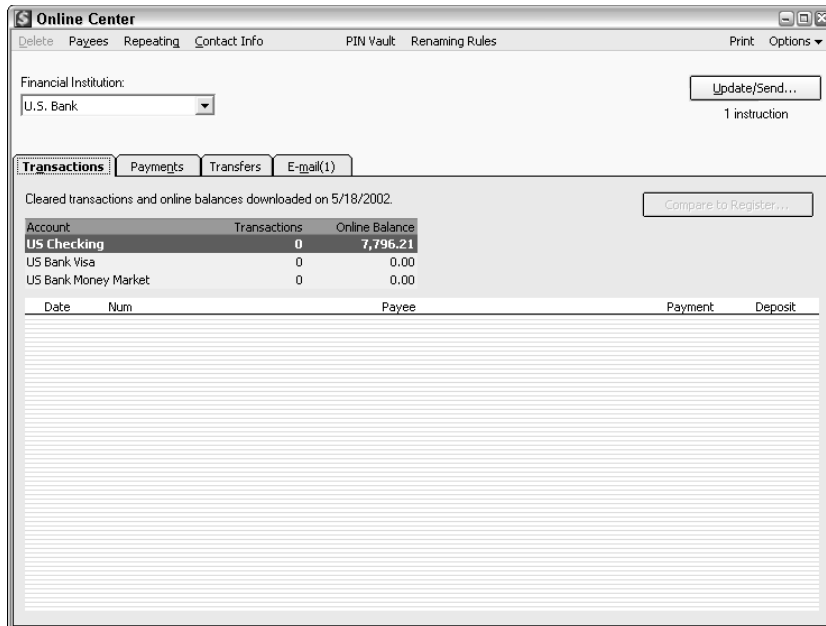 Online Center
Delete Payees Repeating Contact Info PIN Vault Renaming Rules Print Options
Financial Institution:
U.S. Bank
Update/Send...
1 instruction
Transactions Payments Transfers E-mail(1)
Cleared transactions and online balances downloaded on 5/18/2002.
Compare to Register...
Account Transactions Online Balance
US Checking 0 7,796.21
US Bank Visa 0 0.00
US Bank Money Market 0 0.00
Date Num Payee Payment Deposit